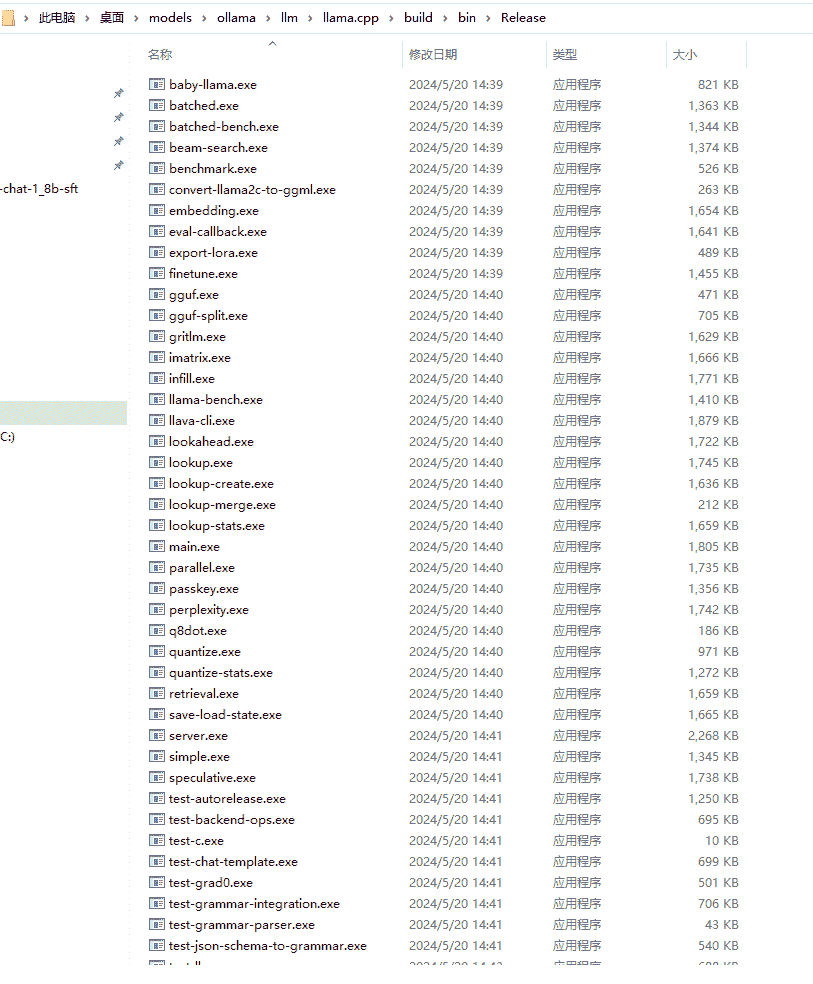 此电脑 › 桌面 › models › ollama › llm › llama.cpp › build › bin › Release
名称 修改日期 类型 大小
baby-llama.exe 2024/5/20 14:39 应用程序 821 KB
batched.exe 2024/5/20 14:39 应用程序 1,363 KB
batched-bench.exe 2024/5/20 14:39 应用程序 1,344 KB
beam-search.exe 2024/5/20 14:39 应用程序 1,374 KB
benchmark.exe 2024/5/20 14:39 应用程序 526 KB
-chat-1_8b-sft convert-llama2c-to-ggml.exe 2024/5/20 14:39 应用程序 263 KB
embedding.exe 2024/5/20 14:39 应用程序 1,654 KB
eval-callback.exe 2024/5/20 14:39 应用程序 1,641 KB
export-lora.exe 2024/5/20 14:39 应用程序 489 KB
finetune.exe 2024/5/20 14:39 应用程序 1,455 KB
gguf.exe 2024/5/20 14:40 应用程序 471 KB
gguf-split.exe 2024/5/20 14:40 应用程序 705 KB
gritlm.exe 2024/5/20 14:40 应用程序 1,629 KB
imatrix.exe 2024/5/20 14:40 应用程序 1,666 KB
infill.exe 2024/5/20 14:40 应用程序 1,771 KB
llama-bench.exe 2024/5/20 14:40 应用程序 1,410 KB
llava-cli.exe 2024/5/20 14:40 应用程序 1,879 KB
C:) lookahead.exe 2024/5/20 14:40 应用程序 1,722 KB
lookup.exe 2024/5/20 14:40 应用程序 1,745 KB
lookup-create.exe 2024/5/20 14:40 应用程序 1,636 KB
lookup-merge.exe 2024/5/20 14:40 应用程序 212 KB
lookup-stats.exe 2024/5/20 14:40 应用程序 1,659 KB
main.exe 2024/5/20 14:40 应用程序 1,805 KB
parallel.exe 2024/5/20 14:40 应用程序 1,735 KB
passkey.exe 2024/5/20 14:40 应用程序 1,356 KB
perplexity.exe 2024/5/20 14:40 应用程序 1,742 KB
q8dot.exe 2024/5/20 14:40 应用程序 186 KB
quantize.exe 2024/5/20 14:40 应用程序 971 KB
quantize-stats.exe 2024/5/20 14:40 应用程序 1,272 KB
retrieval.exe 2024/5/20 14:40 应用程序 1,659 KB
save-load-state.exe 2024/5/20 14:40 应用程序 1,665 KB
server.exe 2024/5/20 14:41 应用程序 2,268 KB
simple.exe 2024/5/20 14:41 应用程序 1,345 KB
speculative.exe 2024/5/20 14:41 应用程序 1,738 KB
test-autorelease.exe 2024/5/20 14:41 应用程序 1,250 KB
test-backend-ops.exe 2024/5/20 14:41 应用程序 695 KB
test-c.exe 2024/5/20 14:41 应用程序 10 KB
test-chat-template.exe 2024/5/20 14:41 应用程序 699 KB
test-grad0.exe 2024/5/20 14:41 应用程序 501 KB
test-grammar-integration.exe 2024/5/20 14:41 应用程序 706 KB
test-grammar-parser.exe 2024/5/20 14:41 应用程序 43 KB
test-json-schema-to-grammar.exe 2024/5/20 14:41 应用程序 540 KB